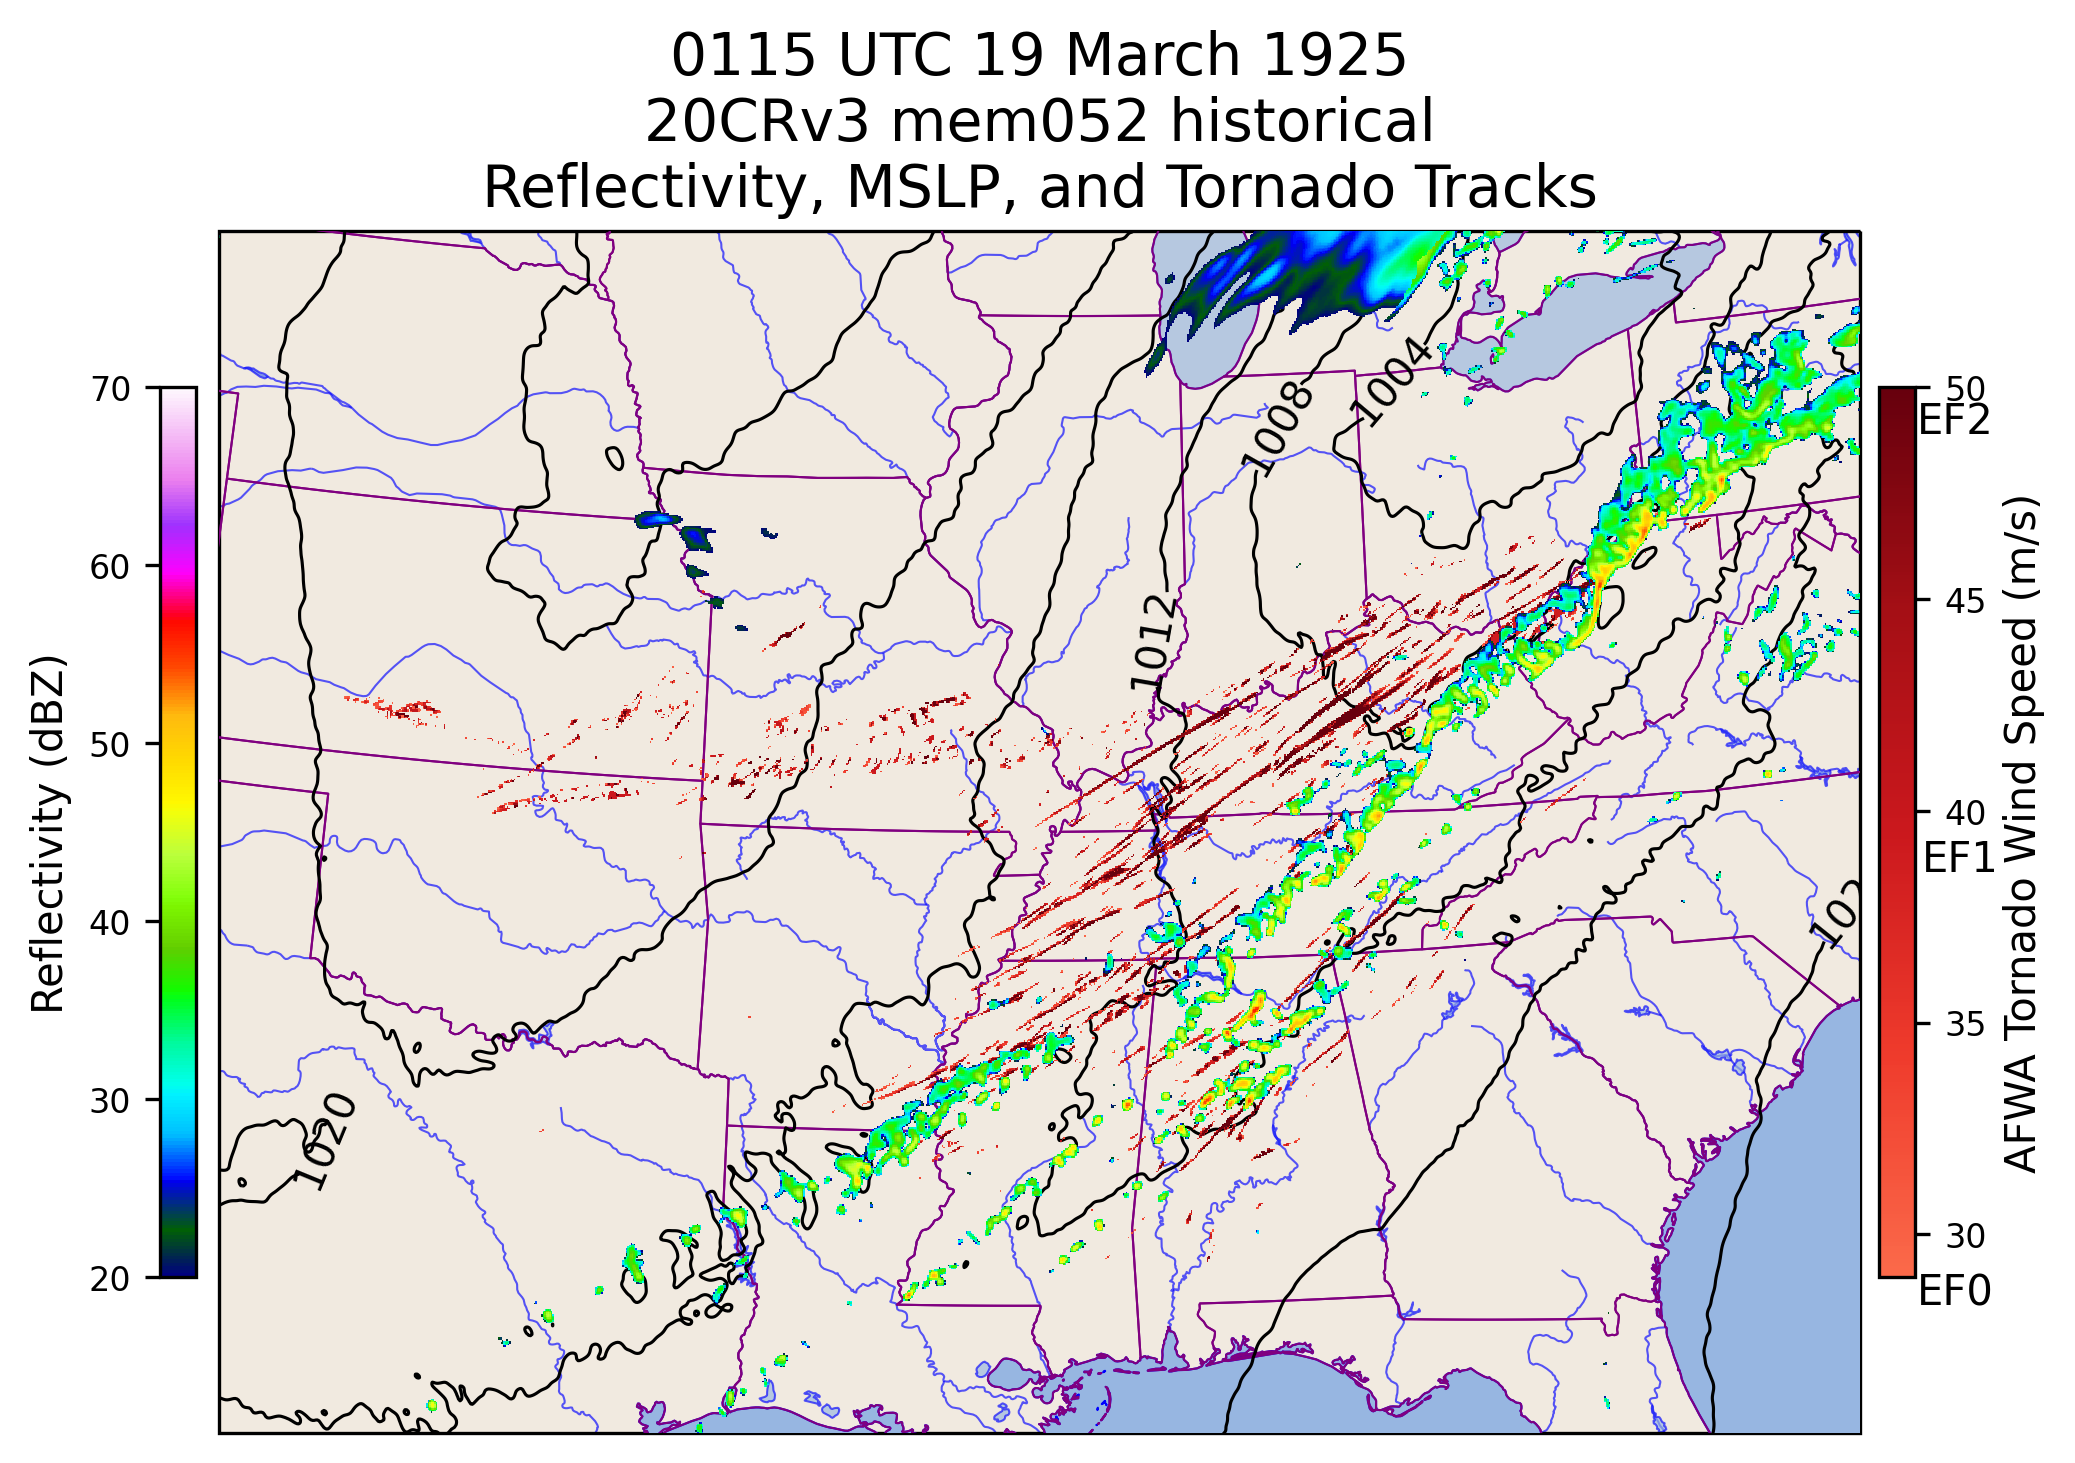 0115 UTC 19 March 1925
20CRv3 mem052 historical
Reflectivity, MSLP, and Tornado Tracks
70
60
50
40
30
20
Reflectivity (dBZ)
1004
1008
1012
1020
50
EF2
45
40
EF1
35
30
EF0
AFWA Tornado Wind Speed (m/s)